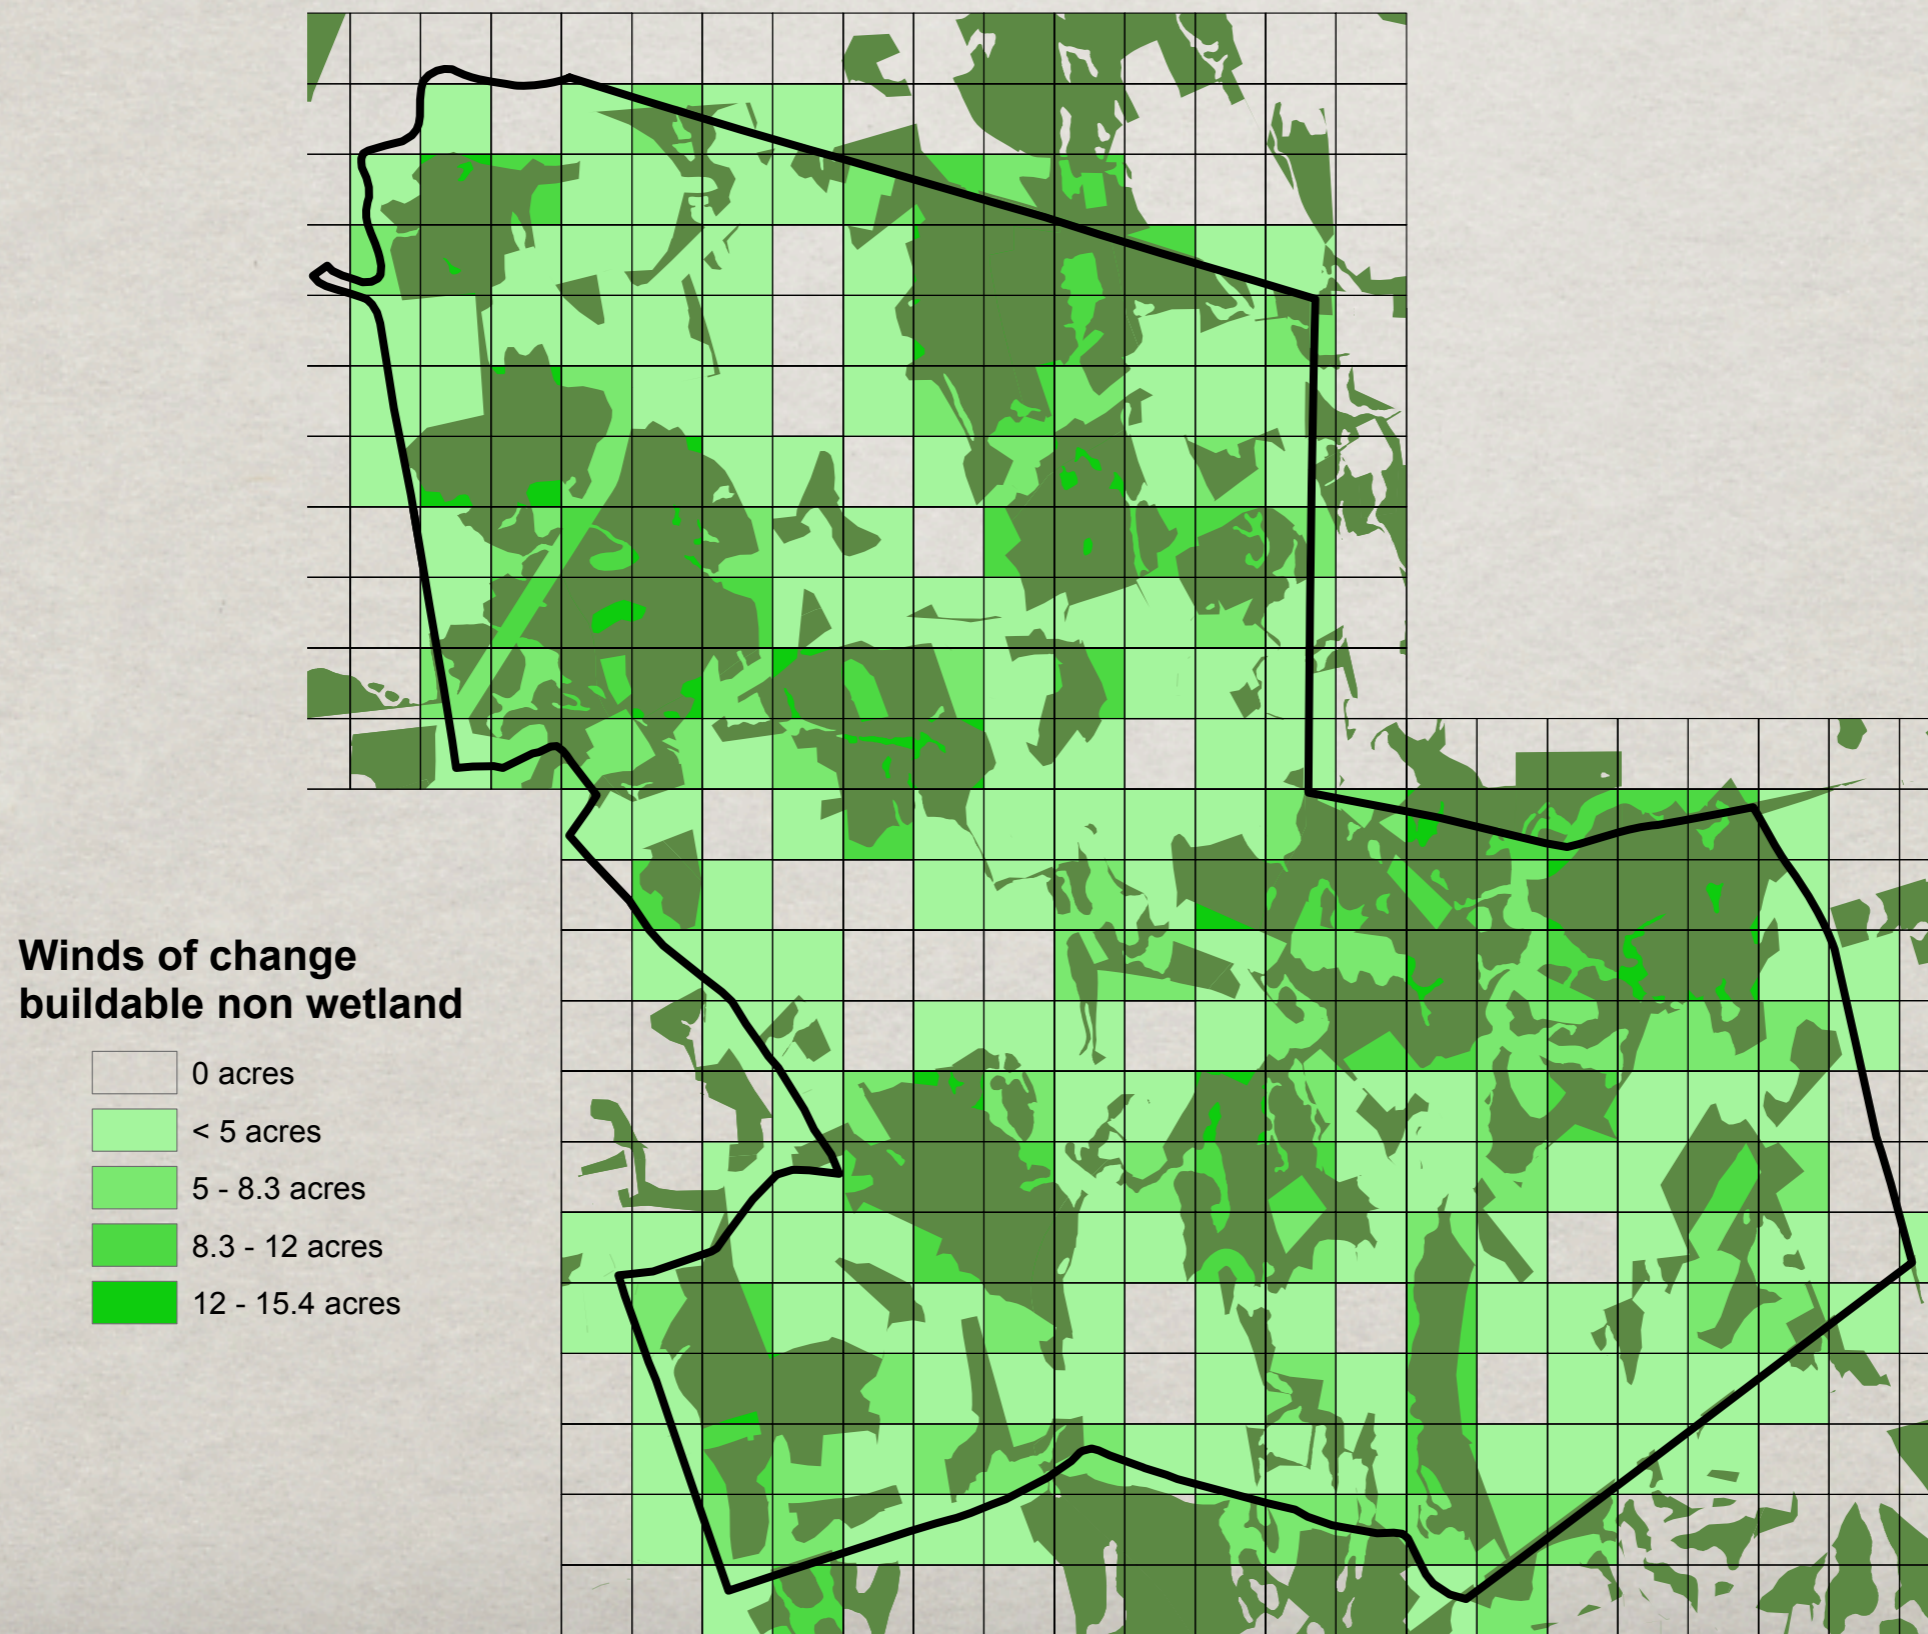 Winds of change
buildable non wetland
0 acres
< 5 acres
5 - 8.3 acres
8.3 - 12 acres
12 - 15.4 acres